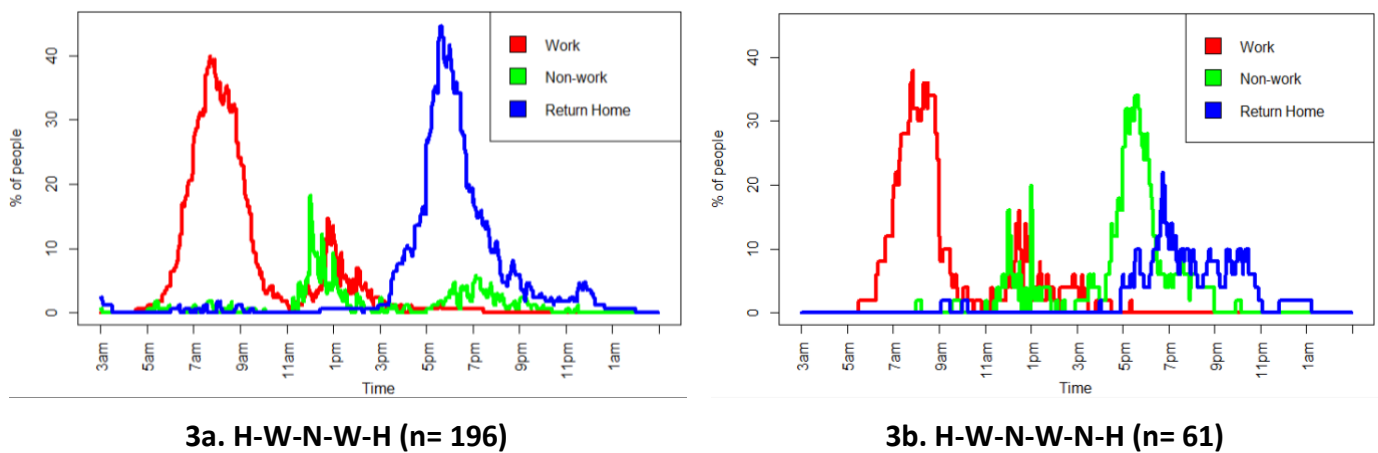 % of people
0
10
20
30
40
Work
Non-work
Return Home
3am
5am
7am
9am
11am
1pm
3pm
5pm
7pm
9pm
11pm
1am
Time
3a. H-W-N-W-H (n= 196)
% of people
0
10
20
30
40
Work
Non-work
Return Home
3am
5am
7am
9am
11am
1pm
3pm
5pm
7pm
9pm
11pm
1am
Time
3b. H-W-N-W-N-H (n= 61)